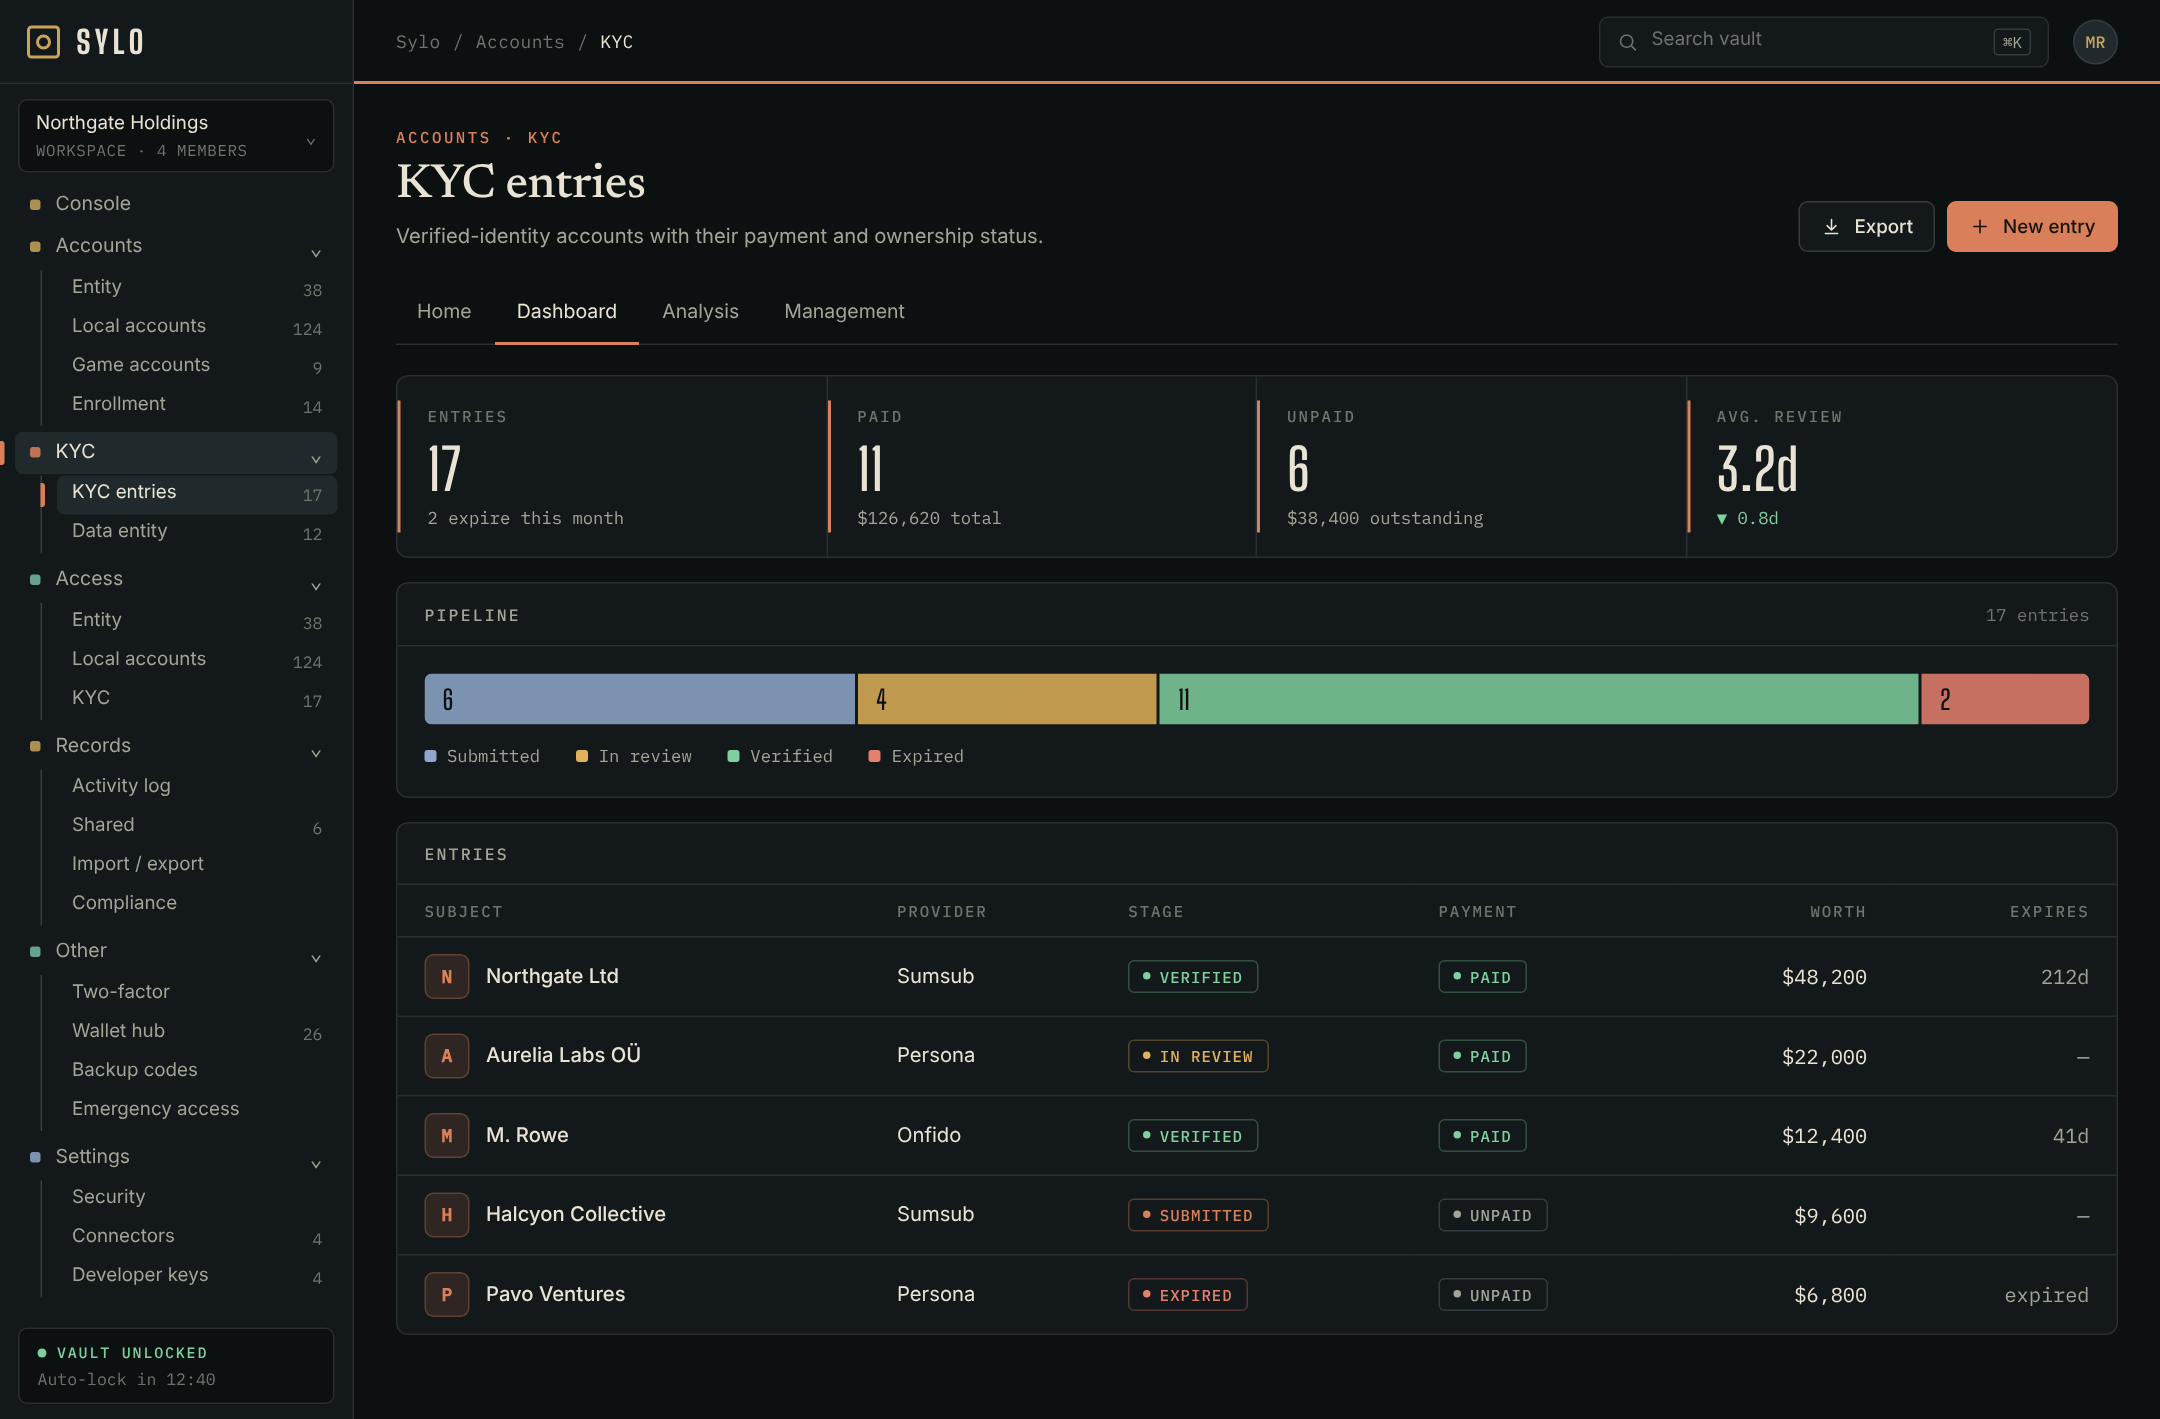 SYLO
Sylo / Accounts / KYC
Search vault
⌘K
MR
Northgate Holdings
WORKSPACE · 4 MEMBERS
Console
Accounts
Entity 38
Local accounts 124
Game accounts 9
Enrollment 14
KYC
KYC entries 17
Data entity 12
Access
Entity 38
Local accounts 124
KYC 17
Records
Activity log
Shared 6
Import / export
Compliance
Other
Two-factor
Wallet hub 26
Backup codes
Emergency access
Settings
Security
Connectors 4
Developer keys 4
VAULT UNLOCKED
Auto-lock in 12:40
ACCOUNTS · KYC
KYC entries
Verified-identity accounts with their payment and ownership status.
Export
+ New entry
Home Dashboard Analysis Management
ENTRIES
17
2 expire this month
PAID
11
$126,620 total
UNPAID
6
$38,400 outstanding
AVG. REVIEW
3.2d
▼ 0.8d
PIPELINE 17 entries
6 4 11 2
Submitted In review Verified Expired
ENTRIES
SUBJECT PROVIDER STAGE PAYMENT WORTH EXPIRES
N Northgate Ltd Sumsub VERIFIED PAID $48,200 212d
A Aurelia Labs OÜ Persona IN REVIEW PAID $22,000 —
M M. Rowe Onfido VERIFIED PAID $12,400 41d
H Halcyon Collective Sumsub SUBMITTED UNPAID $9,600 —
P Pavo Ventures Persona EXPIRED UNPAID $6,800 expired